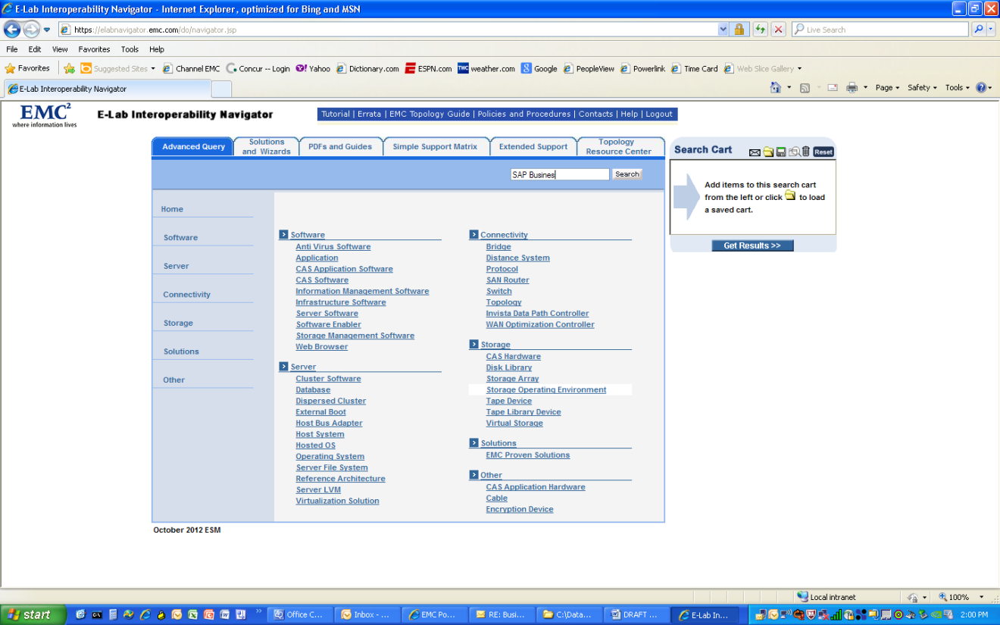 E-Lab Interoperability Navigator - Internet Explorer, optimized for Bing and MSN
https://elabnavigator.emc.com/do/navigator.jsp
Live Search
File Edit View Favorites Tools Help
Favorites Suggested Sites Channel EMC Concur -- Login Yahoo Dictionary.com ESPN.com weather.com Google PeopleView Powerlink Time Card Web Slice Gallery
E-Lab Interoperability Navigator
Page Safety Tools
EMC²
where information lives
E-Lab Interoperability Navigator
Tutorial | Errata | EMC Topology Guide | Policies and Procedures | Contacts | Help | Logout
Advanced Query
Solutions
and Wizards
PDFs and Guides
Simple Support Matrix
Extended Support
Topology
Resource Center
SAP Busines
Search
Home
Software
Server
Connectivity
Storage
Solutions
Other
Software
Anti Virus Software
Application
CAS Application Software
CAS Software
Information Management Software
Infrastructure Software
Server Software
Software Enabler
Storage Management Software
Web Browser
Server
Cluster Software
Database
Dispersed Cluster
External Boot
Host Bus Adapter
Host System
Hosted OS
Operating System
Server File System
Reference Architecture
Server LVM
Virtualization Solution
Connectivity
Bridge
Distance System
Protocol
SAN Router
Switch
Topology
Invista Data Path Controller
WAN Optimization Controller
Storage
CAS Hardware
Disk Library
Storage Array
Storage Operating Environment
Tape Device
Tape Library Device
Virtual Storage
Solutions
EMC Proven Solutions
Other
CAS Application Hardware
Cable
Encryption Device
Search Cart
Reset
Add items to this search cart
from the left or click to load
a saved cart.
Get Results >>
October 2012 ESM
Local intranet
100%
start
Office C...
Inbox - ...
EMC Po...
RE: Busi...
C:\Data...
DRAFT ...
E-Lab In...
2:00 PM